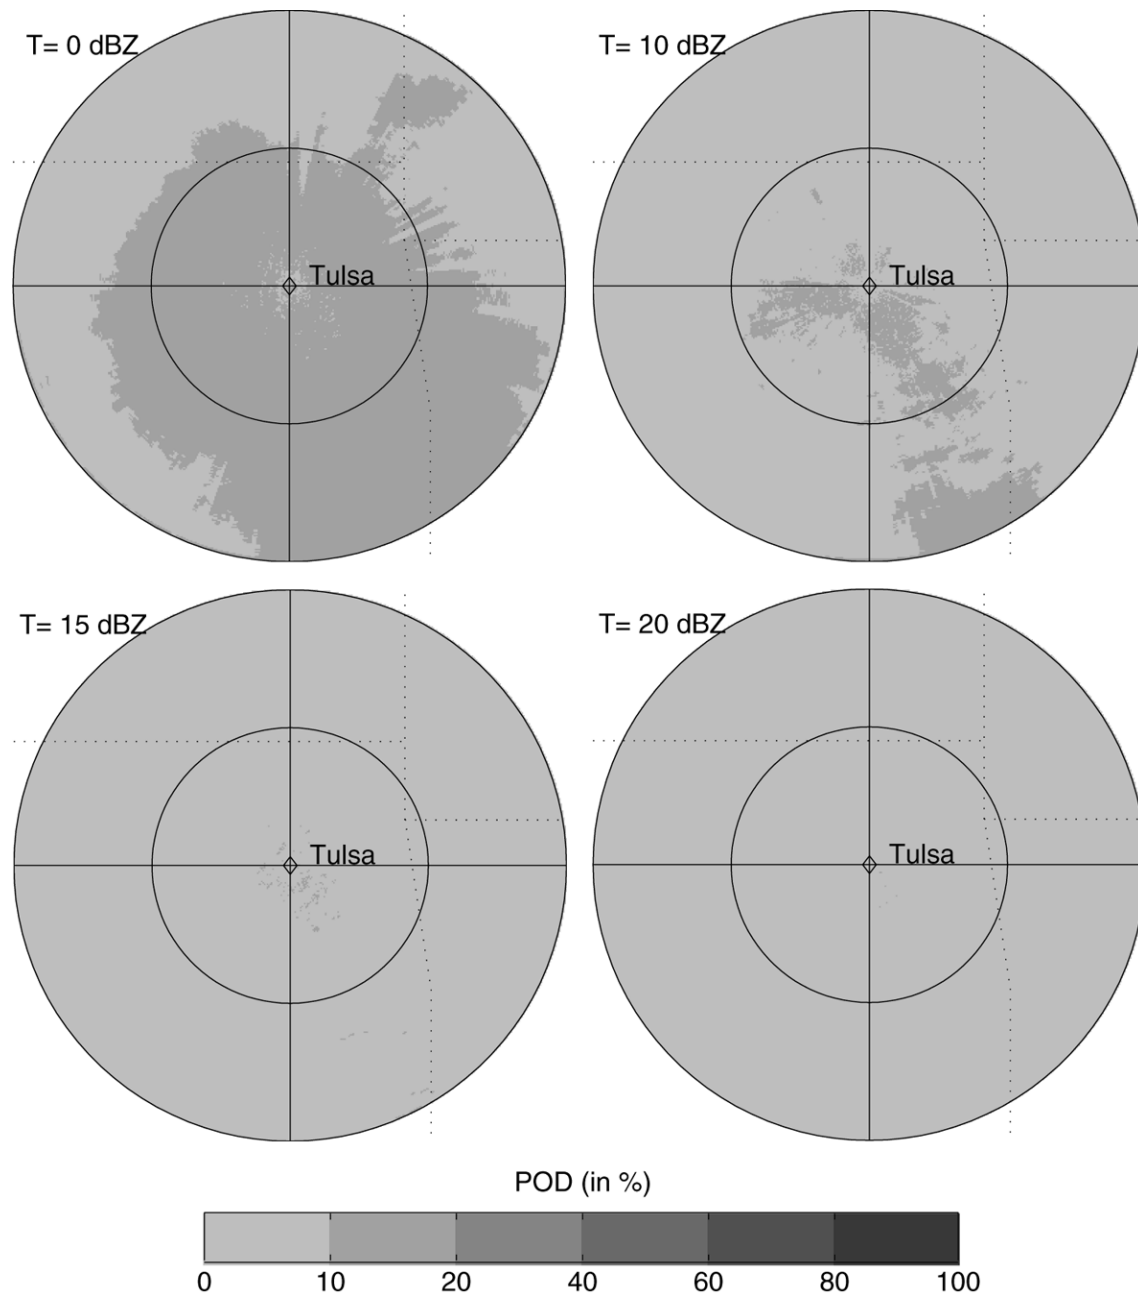 T= 0 dBZ
T= 10 dBZ
Tulsa
Tulsa
T= 15 dBZ
T= 20 dBZ
Tulsa
Tulsa
POD (in %)
0 10 20 40 60 80 100